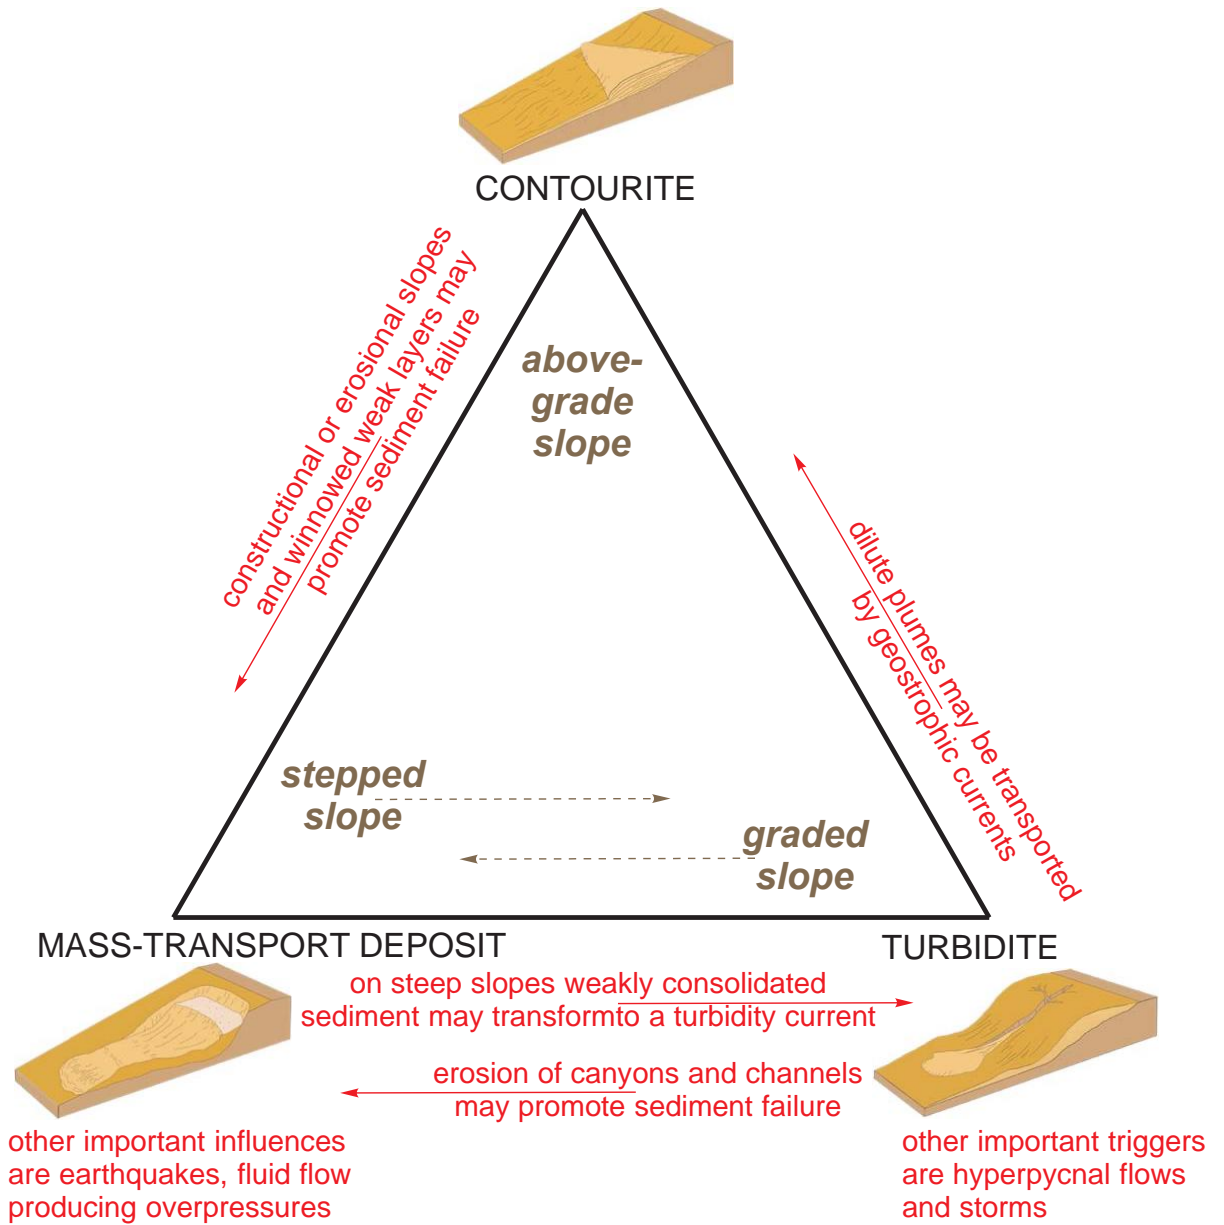 CONTOURITE
constructional or erosional slopes
and winnowed weak layers may
promote sediment failure
above-
grade
slope
dilute plumes may be transported
by geostrophic currents
stepped
slope
graded
slope
MASS-TRANSPORT DEPOSIT
TURBIDITE
on steep slopes weakly consolidated
sediment may transformto a turbidity current
erosion of canyons and channels
may promote sediment failure
other important influences
are earthquakes, fluid flow
producing overpressures
other important triggers
are hyperpycnal flows
and storms